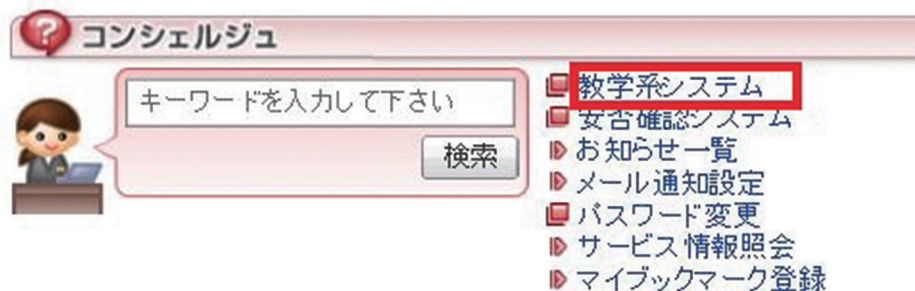 コンシェルジュ
キーワードを入力して下さい
検索
教学系システム
安否確認システム
お知らせ一覧
メール通知設定
パスワード変更
サービス情報照会
マイブックマーク登録